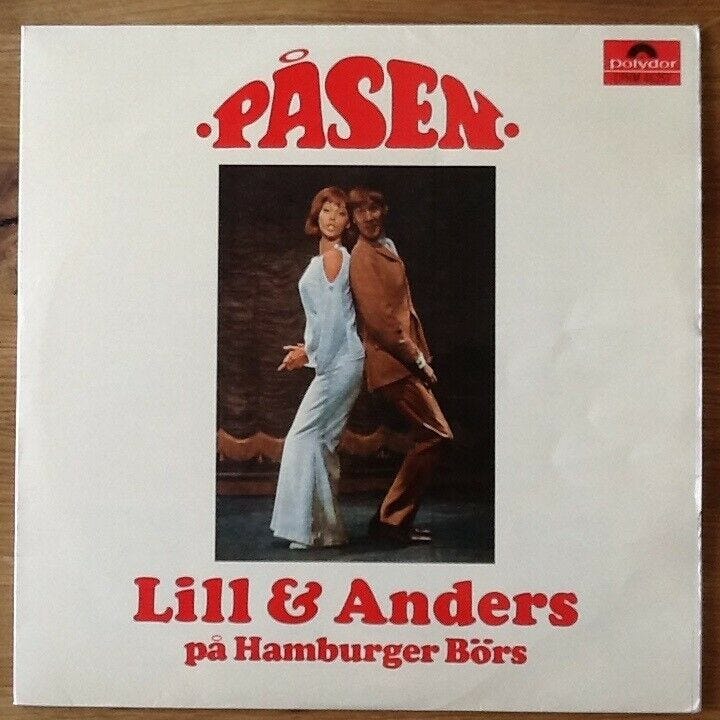 polydor
·PÅSEN·
Lill & Anders
på Hamburger Börs